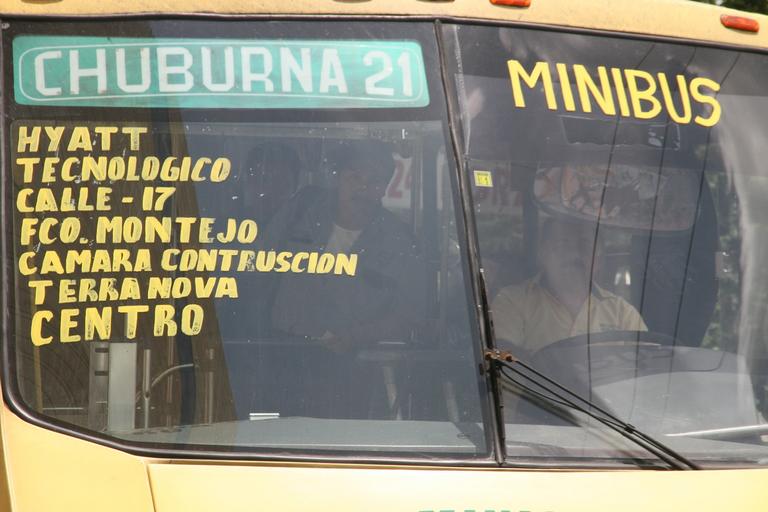 CHUBURNA 21
MINIBUS
HYATT
TECNOLOGICO
CALLE - 17
FCO. MONTEJO
CAMARA CONTRUSCION
TERRA NOVA
CENTRO